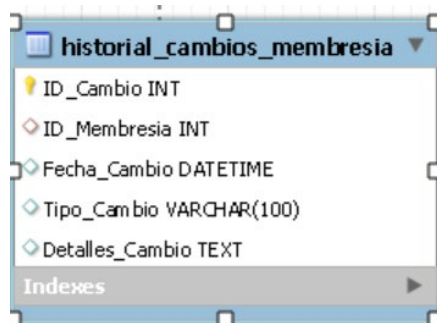 historial_cambios_membresia
ID_Cambio INT
ID_Membresia INT
Fecha_Cambio DATETIME
Tipo_Cambio VARCHAR(100)
Detalles_Cambio TEXT
Indexes